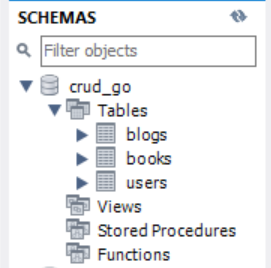 SCHEMAS
Filter objects
crud_go
Tables
blogs
books
users
Views
Stored Procedures
Functions